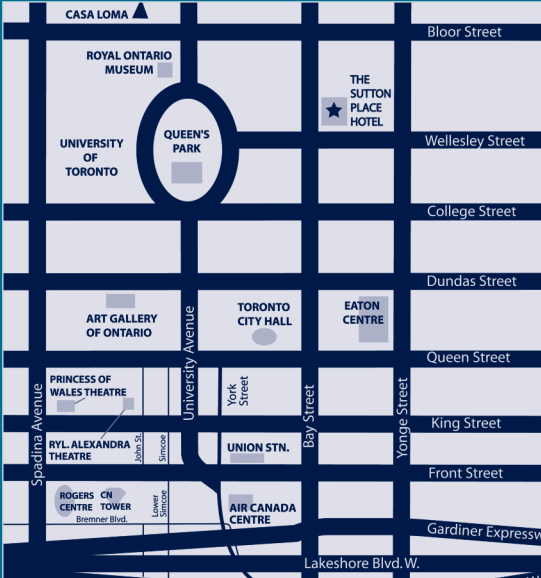 CASA LOMA
Bloor Street
ROYAL ONTARIO
MUSEUM
THE
SUTTON
PLACE
HOTEL
QUEEN'S
PARK
UNIVERSITY
OF
TORONTO
Wellesley Street
College Street
Dundas Street
ART GALLERY
OF ONTARIO
University Avenue
TORONTO
CITY HALL
EATON
CENTRE
Queen Street
PRINCESS OF
WALES THEATRE
York
Street
Spadina Avenue
Bay Street
Yonge Street
King Street
RYL. ALEXANDRA
THEATRE
John St.
Simcoe
UNION STN.
Front Street
ROGERS
CENTRE
CN
TOWER
Lower
Simcoe
Bremner Blvd.
AIR CANADA
CENTRE
Gardiner Expressw
Lakeshore Blvd. W.